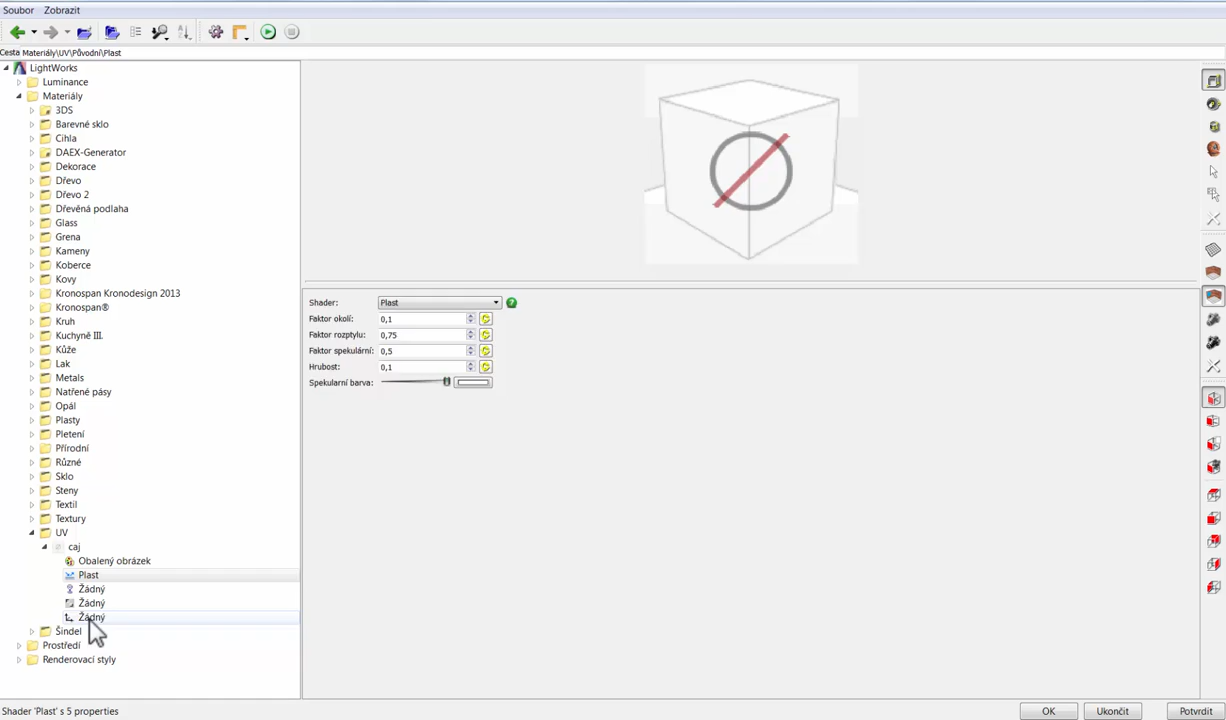 Soubor Zobrazit
Cesta Materiály\UV\Původní\Plast
LightWorks
Luminance
Materiály
3DS
Barevné sklo
Cihla
DAEX-Generator
Dekorace
Dřevo
Dřevo 2
Dřevěná podlaha
Glass
Grena
Kameny
Koberce
Kovy
Kronospan Kronodesign 2013
Kronospan®
Kruh
Kuchyně III.
Kůže
Lak
Metals
Natřené pásy
Opál
Plasty
Pletení
Přírodní
Různé
Sklo
Steny
Textil
Textury
UV
caj
Obalený obrázek
Plast
Žádný
Žádný
Žádný
Šindel
Prostředí
Renderovací styly
Shader: Plast
Faktor okolí: 0,1
Faktor rozptylu: 0,75
Faktor spekulární: 0,5
Hrubost: 0,1
Spekularní barva:
Shader 'Plast' s 5 properties
OK Ukončit Potvrdit